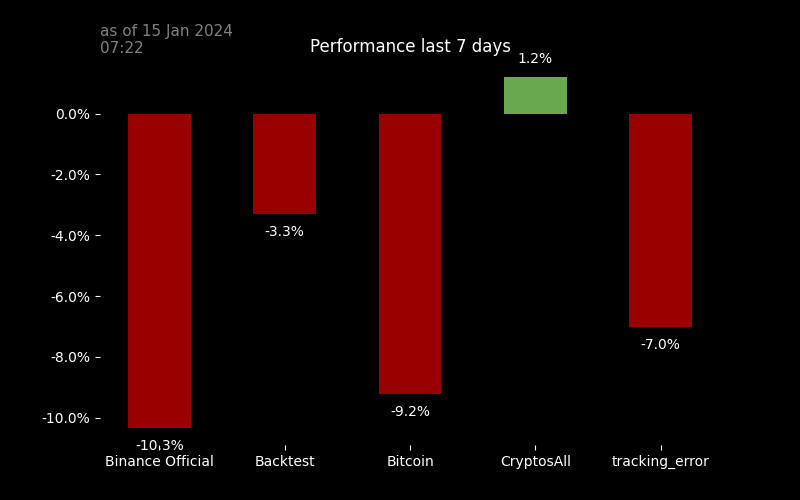 as of 15 Jan 2024
07:22
Performance last 7 days
1.2%
0.0%
-2.0%
-3.3%
-4.0%
-6.0%
-7.0%
-8.0%
-9.2%
-10.0%
-10.3%
Binance Official
Backtest
Bitcoin
CryptosAll
tracking_error